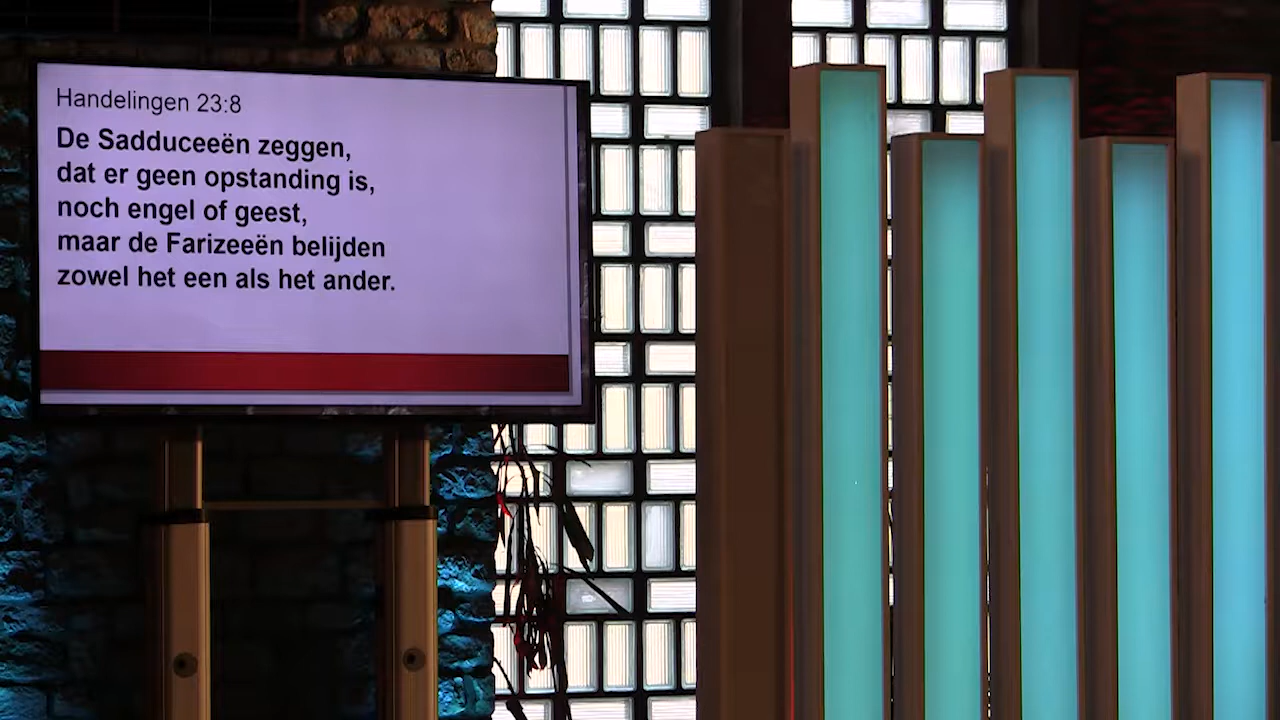 Handelingen 23:8
De Sadduceeën zeggen,
dat er geen opstanding is,
noch engel of geest,
maar de Farizeeën belijden
zowel het een als het ander.